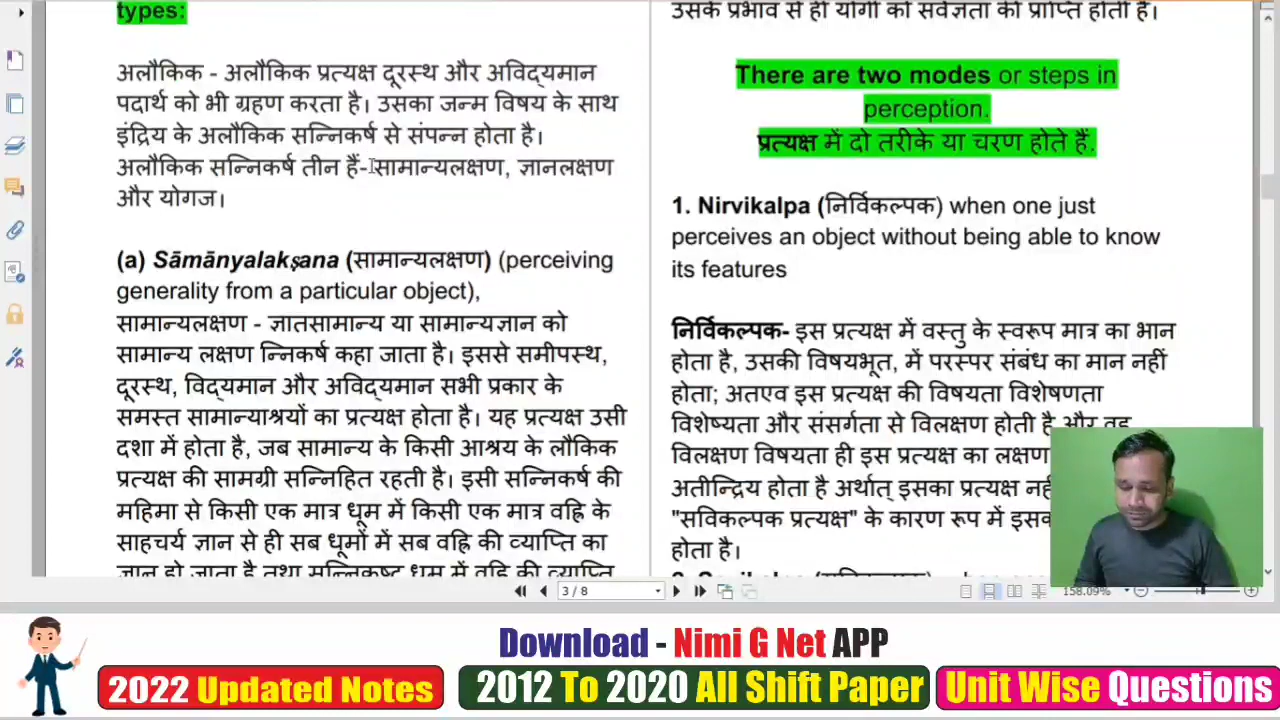 types:
अलौकिक - अलौकिक प्रत्यक्ष दूरस्थ और अविद्यमान
पदार्थ को भी ग्रहण करता है। उसका जन्म विषय के साथ
इंद्रिय के अलौकिक सन्निकर्ष से संपन्न होता है।
अलौकिक सन्निकर्ष तीन हैं-सामान्यलक्षण, ज्ञानलक्षण
और योगज।
(a) Sāmānyalakṣana (सामान्यलक्षण) (perceiving
generality from a particular object),
सामान्यलक्षण - ज्ञातसामान्य या सामान्यज्ञान को
सामान्य लक्षण न्निकर्ष कहा जाता है। इससे समीपस्थ,
दूरस्थ, विद्यमान और अविद्यमान सभी प्रकार के
समस्त सामान्याश्रयों का प्रत्यक्ष होता है। यह प्रत्यक्ष उसी
दशा में होता है, जब सामान्य के किसी आश्रय के लौकिक
प्रत्यक्ष की सामग्री सन्निहित रहती है। इसी सन्निकर्ष की
महिमा से किसी एक मात्र धूम में किसी एक मात्र वह्नि के
साहचर्य ज्ञान से ही सब धूमों में सब वह्नि की व्याप्ति का
ज्ञान हो जाता है तथा सन्निकृष्ट धूम में वह्नि की व्याप्ति
उसके प्रभाव से ही योगी को सर्वज्ञता की प्राप्ति होती है।
There are two modes or steps in
perception.
प्रत्यक्ष में दो तरीके या चरण होते हैं.
1. Nirvikalpa (निर्विकल्पक) when one just
perceives an object without being able to know
its features
निर्विकल्पक- इस प्रत्यक्ष में वस्तु के स्वरूप मात्र का भान
होता है, उसकी विषयभूत, में परस्पर संबंध का मान नहीं
होता; अतएव इस प्रत्यक्ष की विषयता विशेषणता
विशेष्यता और संसर्गता से विलक्षण होती है और वह
विलक्षण विषयता ही इस प्रत्यक्ष का लक्षण
अतीन्द्रिय होता है अर्थात् इसका प्रत्यक्ष नहीं
"सविकल्पक प्रत्यक्ष" के कारण रूप में इसक
होता है।
3 / 8
158.09%
Download - Nimi G Net APP
2022 Updated Notes
2012 To 2020 All Shift Paper
Unit Wise Questions